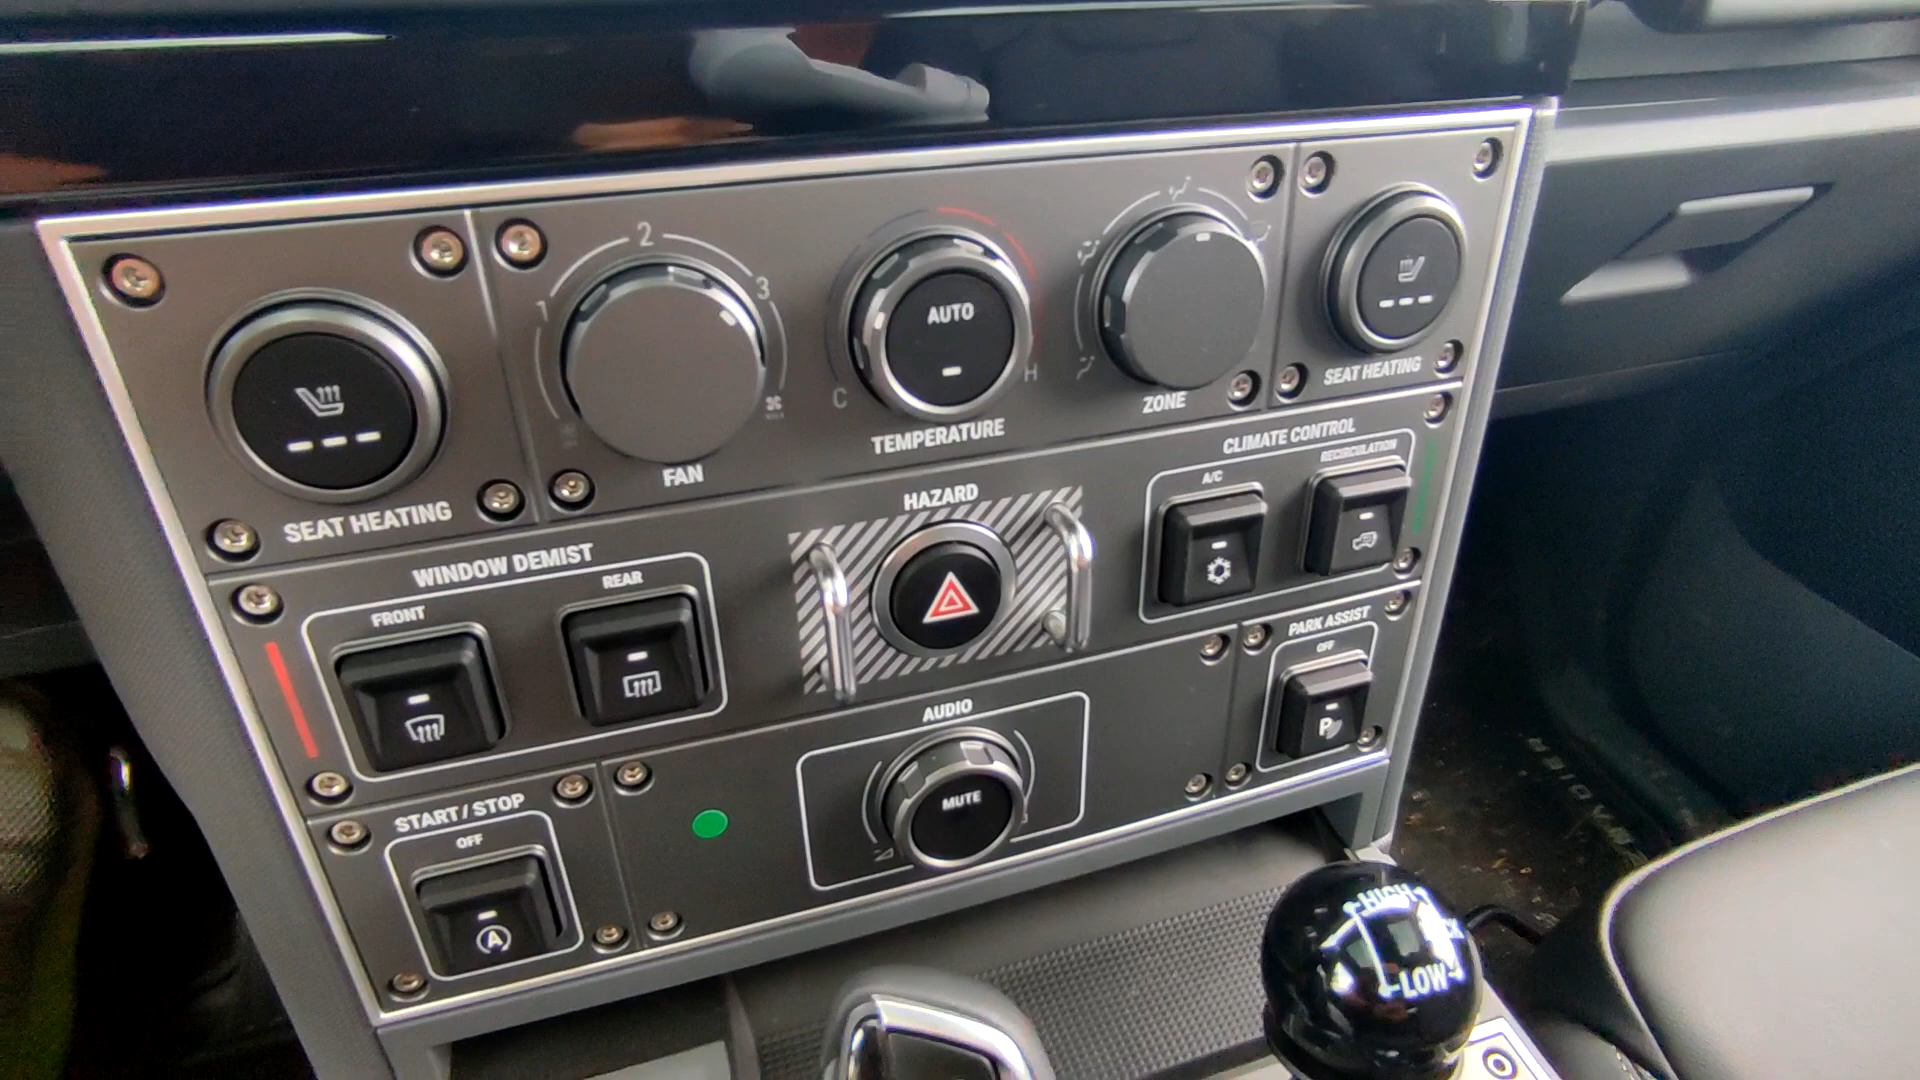 2
1
3
AUTO
C
H
FAN
TEMPERATURE
ZONE
SEAT HEATING
SEAT HEATING
HAZARD
CLIMATE CONTROL
A/C
RECIRCULATION
WINDOW DEMIST
FRONT
REAR
PARK ASSIST
OFF
P
AUDIO
MUTE
START / STOP
OFF
A
HIGH
LOW